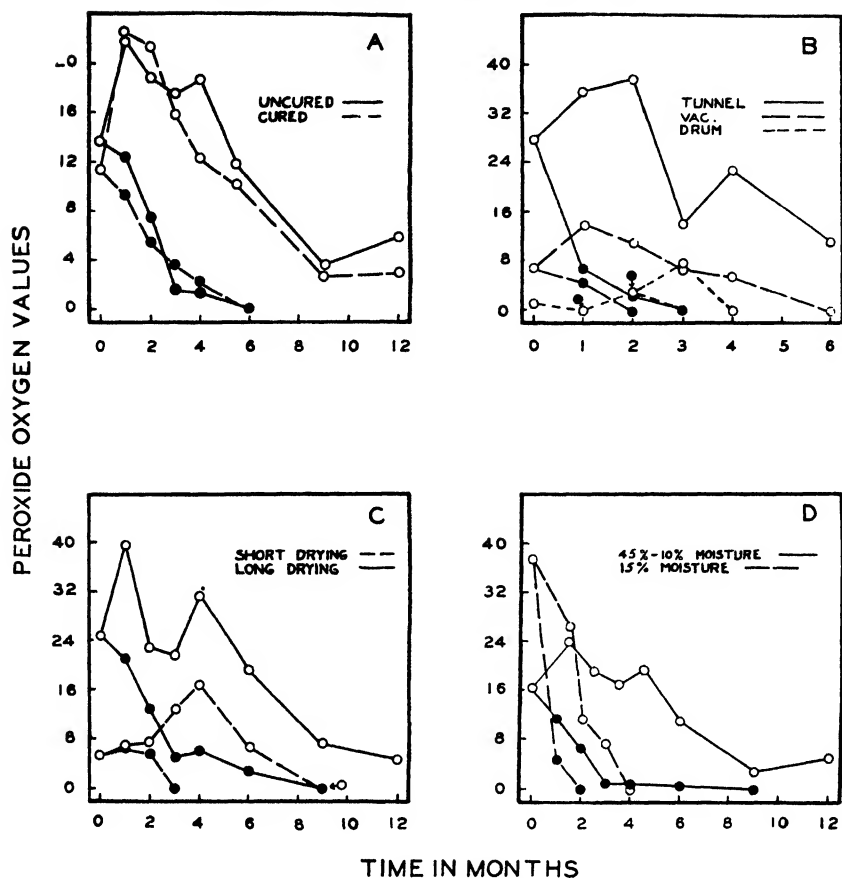 PEROXIDE OXYGEN VALUES
A
UNCURED
CURED
16
12
8
4
0
0 2 4 6 8 10 12
B
TUNNEL
VAC.
DRUM
40
32
24
16
8
0
0 1 2 3 4 5 6
C
SHORT DRYING
LONG DRYING
40
32
24
16
8
0
0 2 4 6 8 10 12
D
45%-10% MOISTURE
15% MOISTURE
40
32
24
16
8
0
0 2 4 6 8 10 12
TIME IN MONTHS